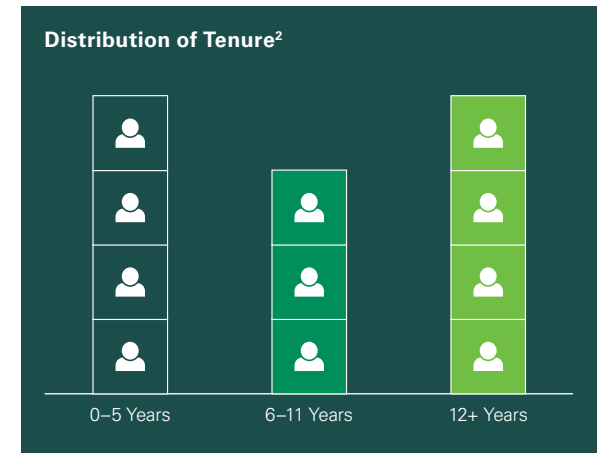 Distribution of Tenure²
0–5 Years
6–11 Years
12+ Years